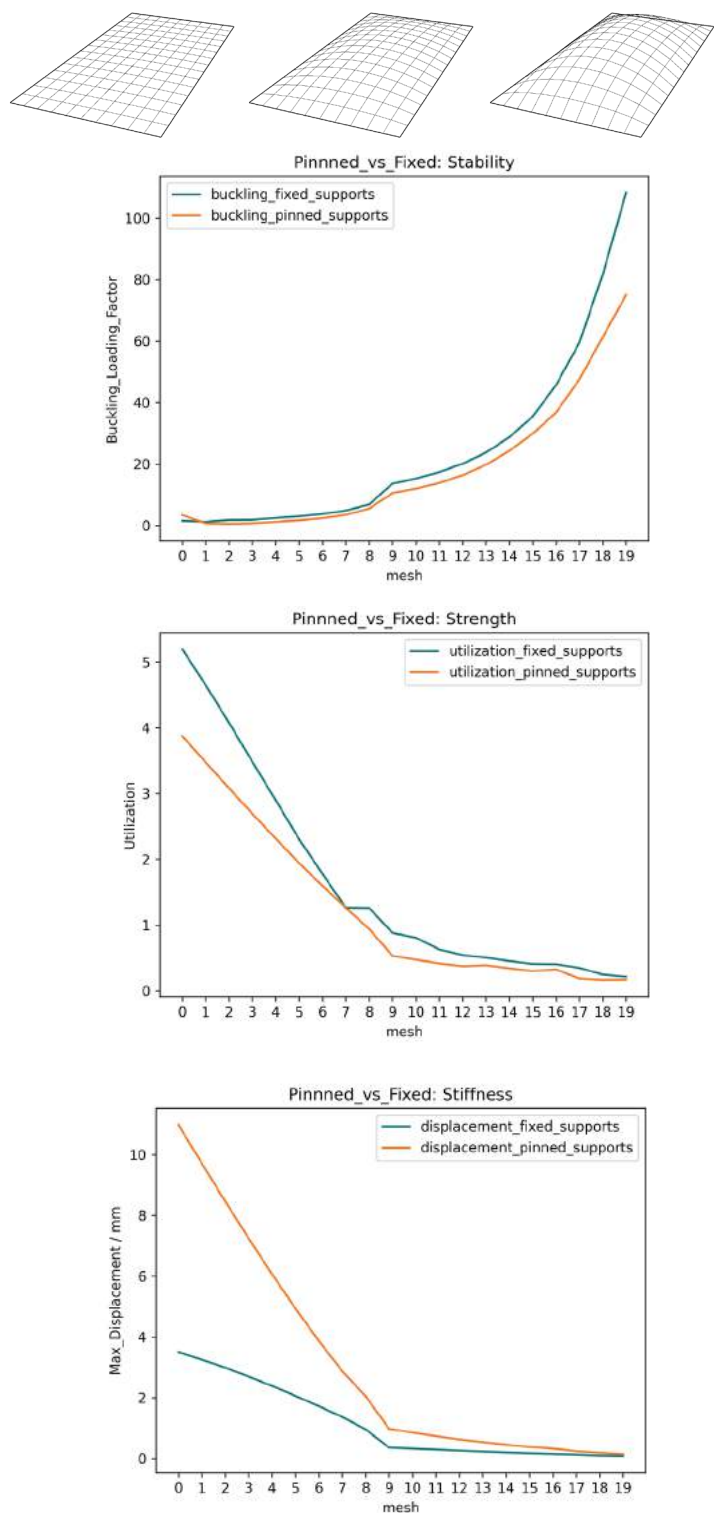 Pinnned_vs_Fixed: Stability
buckling_fixed_supports
buckling_pinned_supports
Buckling_Loading_Factor
100
80
60
40
20
0
0 1 2 3 4 5 6 7 8 9 10 11 12 13 14 15 16 17 18 19
mesh
Pinnned_vs_Fixed: Strength
utilization_fixed_supports
utilization_pinned_supports
Utilization
5
4
3
2
1
0
0 1 2 3 4 5 6 7 8 9 10 11 12 13 14 15 16 17 18 19
mesh
Pinnned_vs_Fixed: Stiffness
displacement_fixed_supports
displacement_pinned_supports
Max_Displacement / mm
10
8
6
4
2
0
0 1 2 3 4 5 6 7 8 9 10 11 12 13 14 15 16 17 18 19
mesh